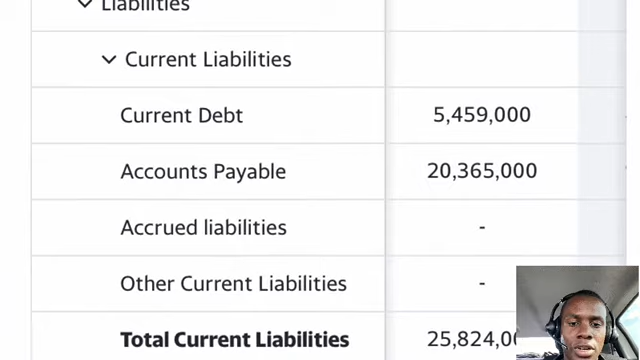 Liabilities
Current Liabilities
Current Debt 5,459,000
Accounts Payable 20,365,000
Accrued liabilities -
Other Current Liabilities -
Total Current Liabilities